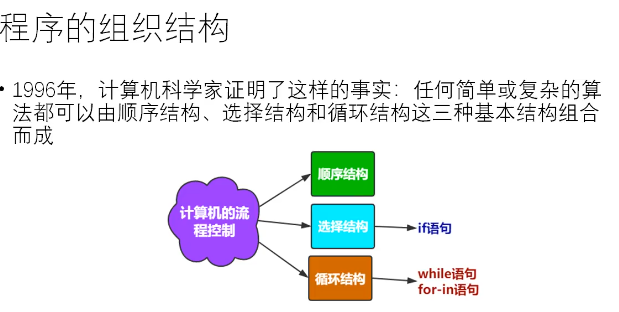 程序的组织结构
• 1996年，计算机科学家证明了这样的事实：任何简单或复杂的算
法都可以由顺序结构、选择结构和循环结构这三种基本结构组合
而成
顺序结构
计算机的流
程控制
选择结构
if语句
循环结构
while语句
for-in语句